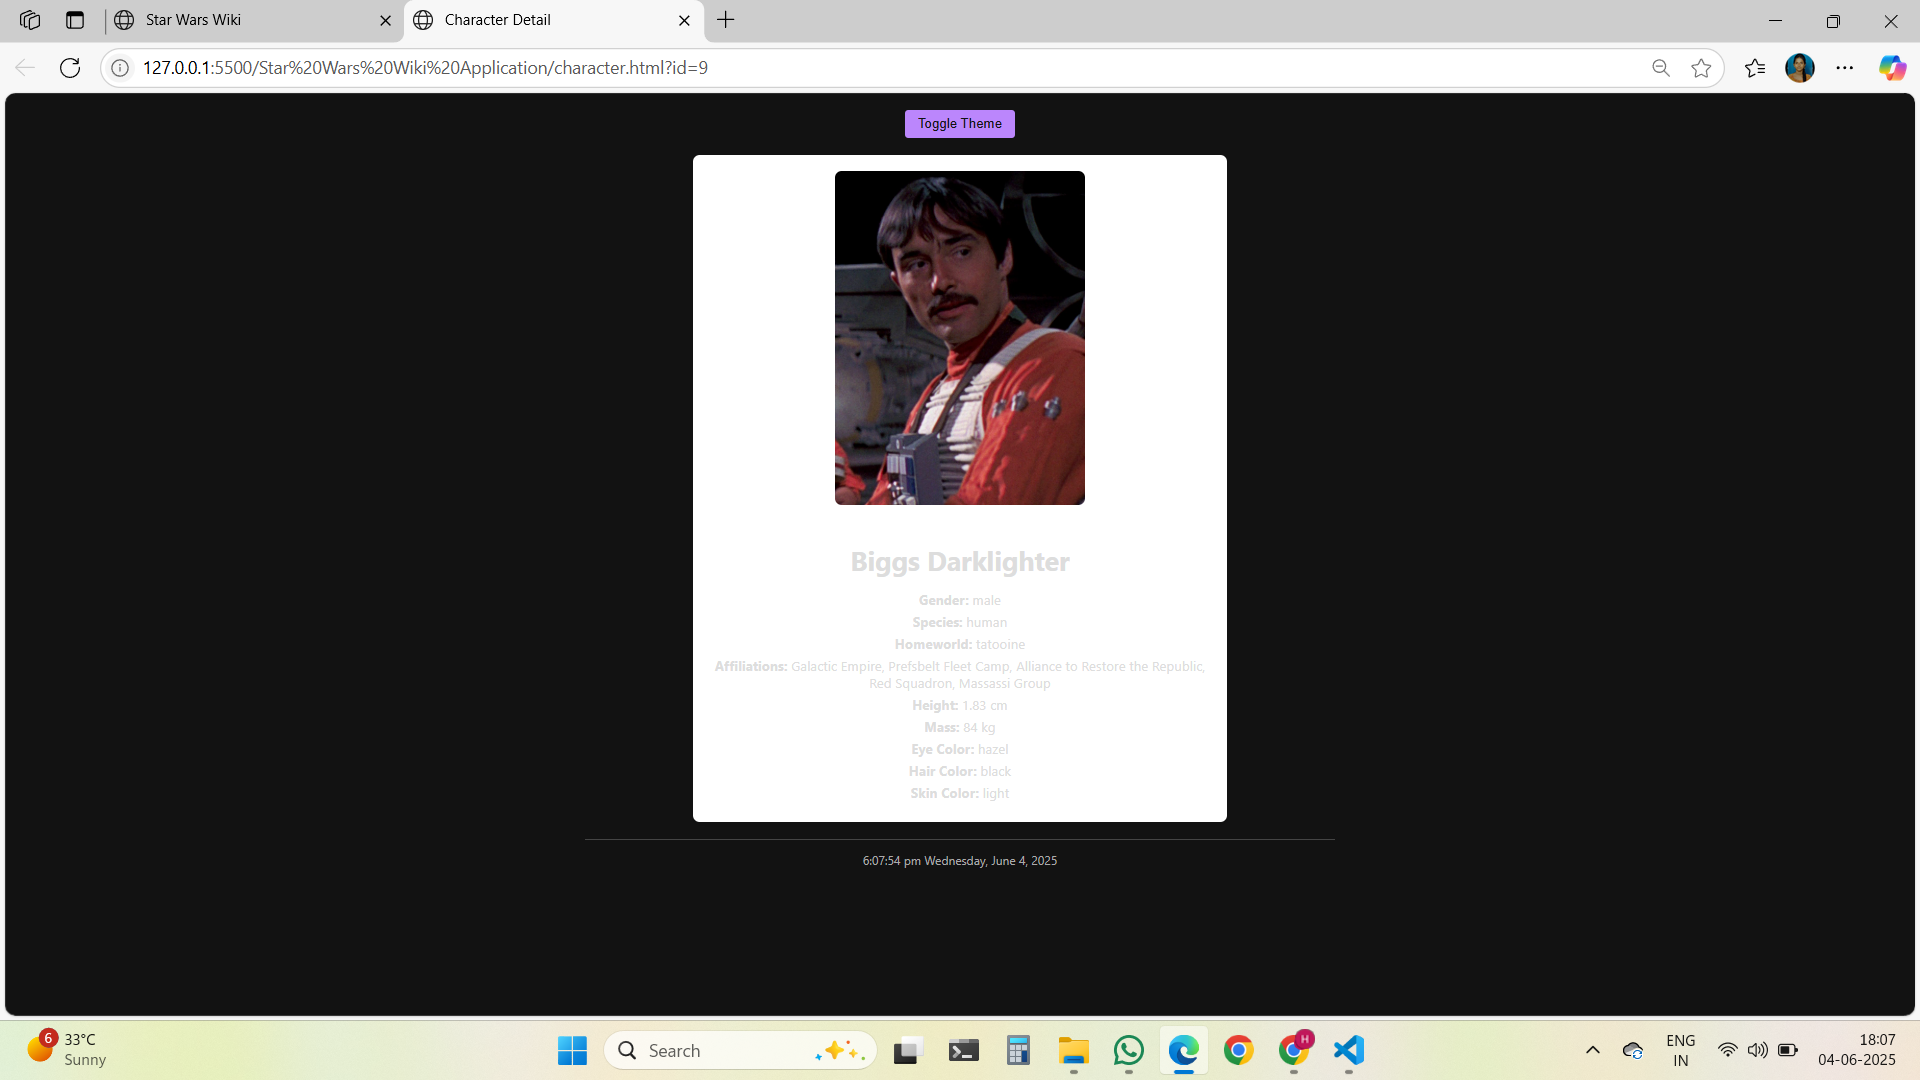 Star Wars Wiki
Character Detail
127.0.0.1:5500/Star%20Wars%20Wiki%20Application/character.html?id=9
Toggle Theme
Biggs Darklighter
Gender: male
Species: human
Homeworld: tatooine
Affiliations: Galactic Empire, Prefsbelt Fleet Camp, Alliance to Restore the Republic,
Red Squadron, Massassi Group
Height: 1.83 cm
Mass: 84 kg
Eye Color: hazel
Hair Color: black
Skin Color: light
6:07:54 pm Wednesday, June 4, 2025
6
33°C
Sunny
Search
H
ENG
IN
18:07
04-06-2025